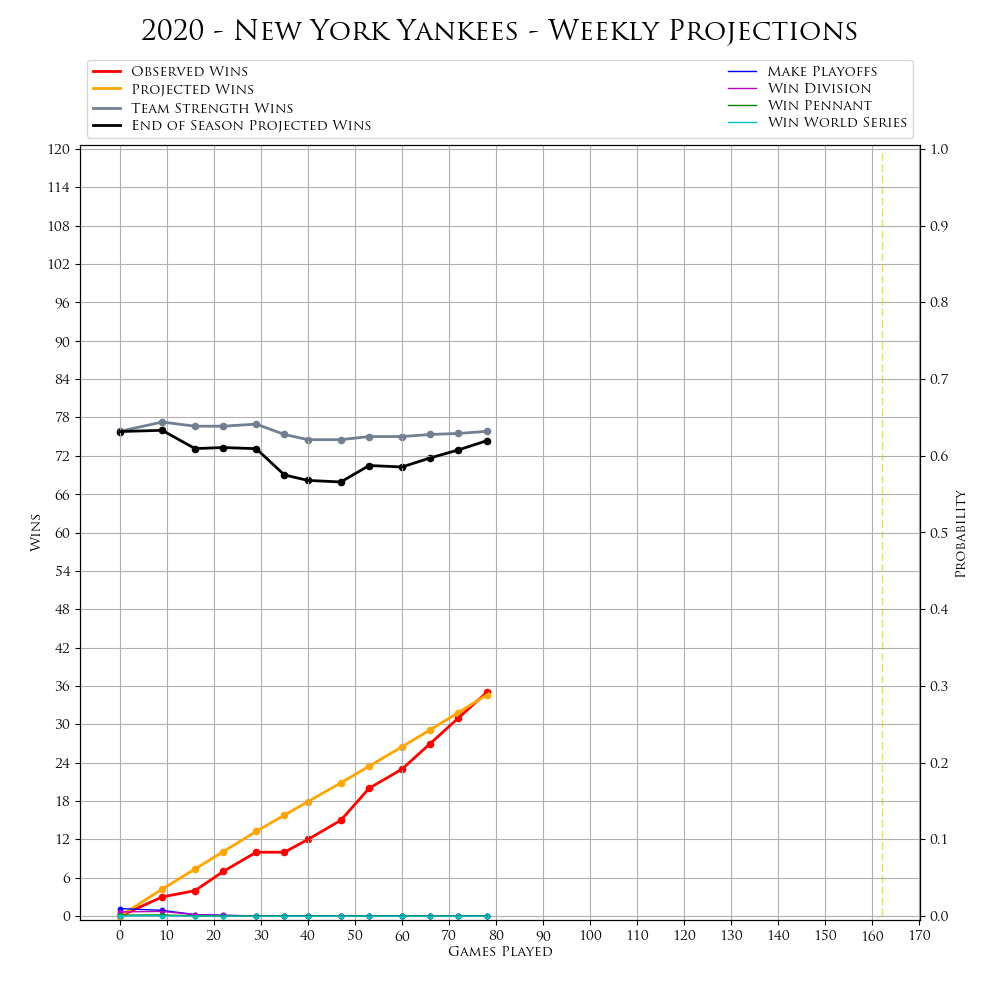 2020 - New York Yankees - Weekly Projections
Observed Wins
Projected Wins
Team Strength Wins
End of Season Projected Wins
Make Playoffs
Win Division
Win Pennant
Win World Series
120
114
108
102
96
90
84
78
72
66
60
54
48
42
36
30
24
18
12
6
0
Wins
1.0
0.9
0.8
0.7
0.6
0.5
0.4
0.3
0.2
0.1
0.0
Probability
0 10 20 30 40 50 60 70 80 90 100 110 120 130 140 150 160 170
Games Played